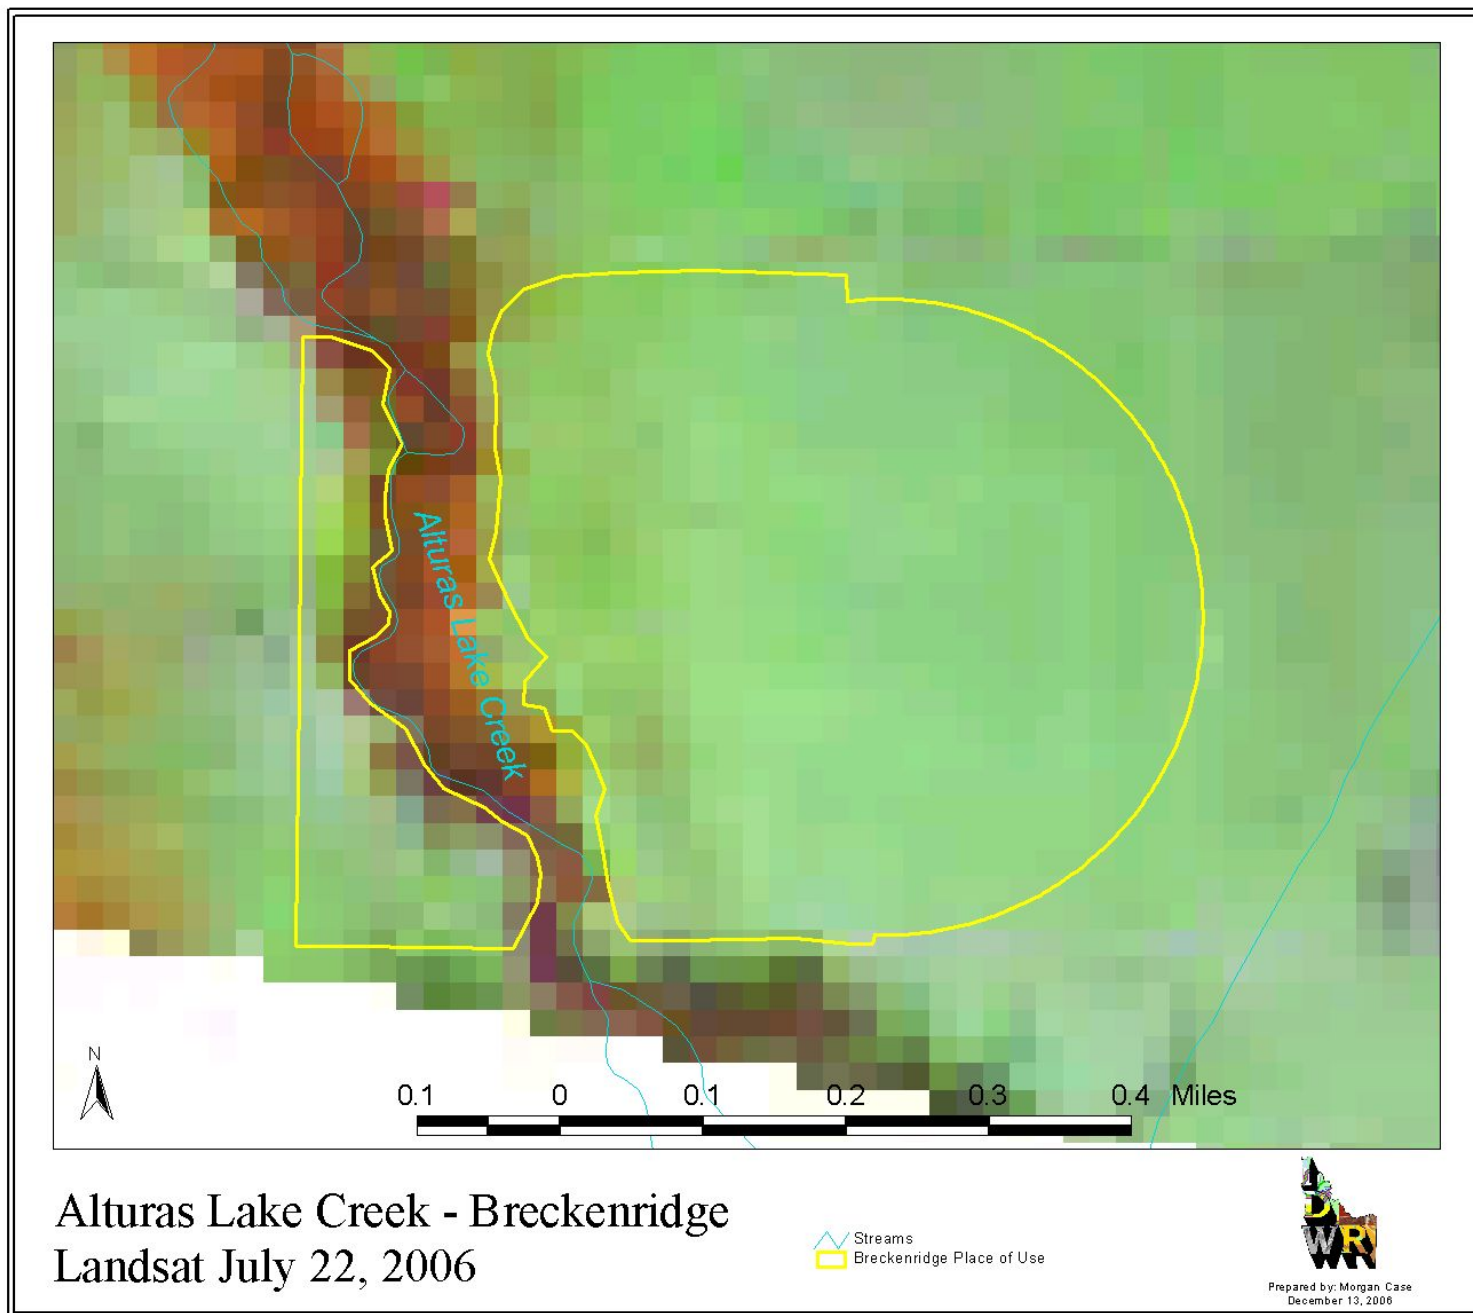 Alturas Lake Creek
N
0.1 0 0.1 0.2 0.3 0.4 Miles
Alturas Lake Creek - Breckenridge
Landsat July 22, 2006
Streams
Breckenridge Place of Use
I
D
WR
Prepared by: Morgan Case
December 13, 2006